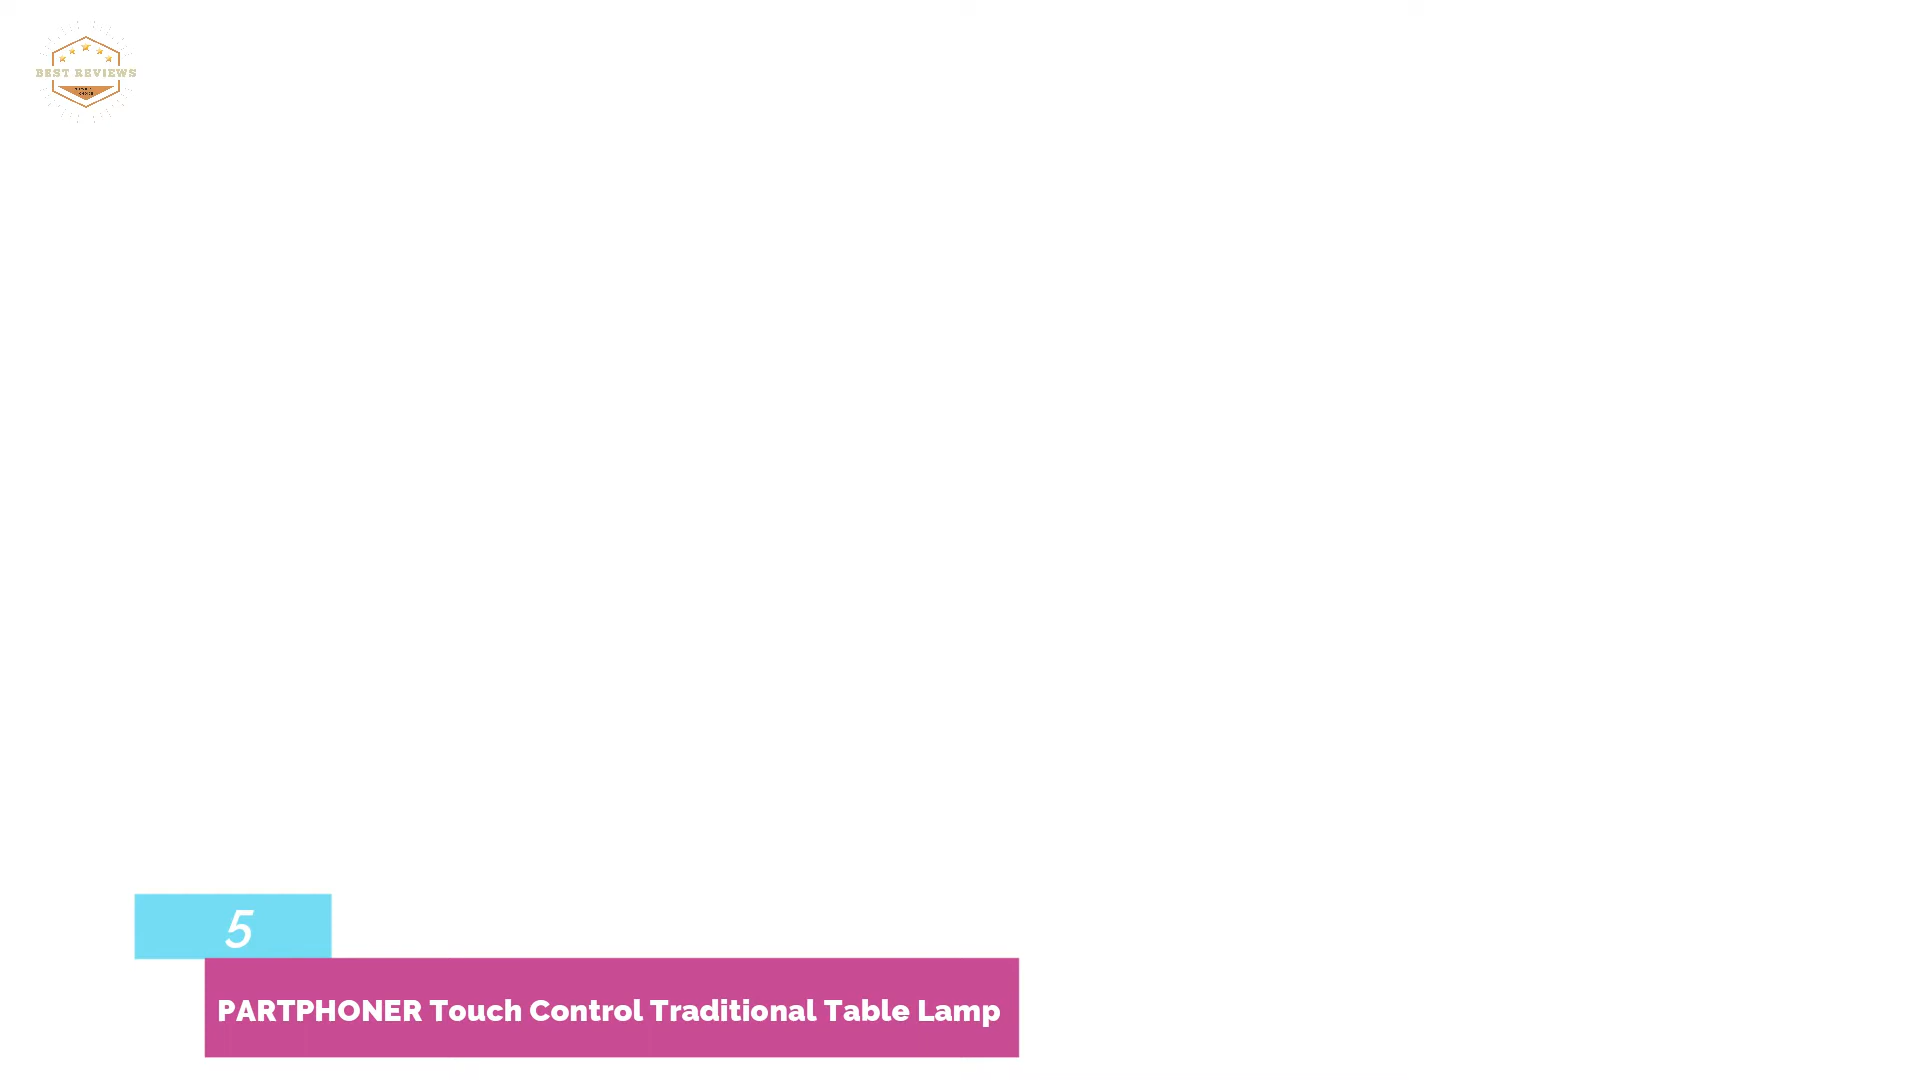 BEST REVIEWS
5
PARTPHONER Touch Control Traditional Table Lamp